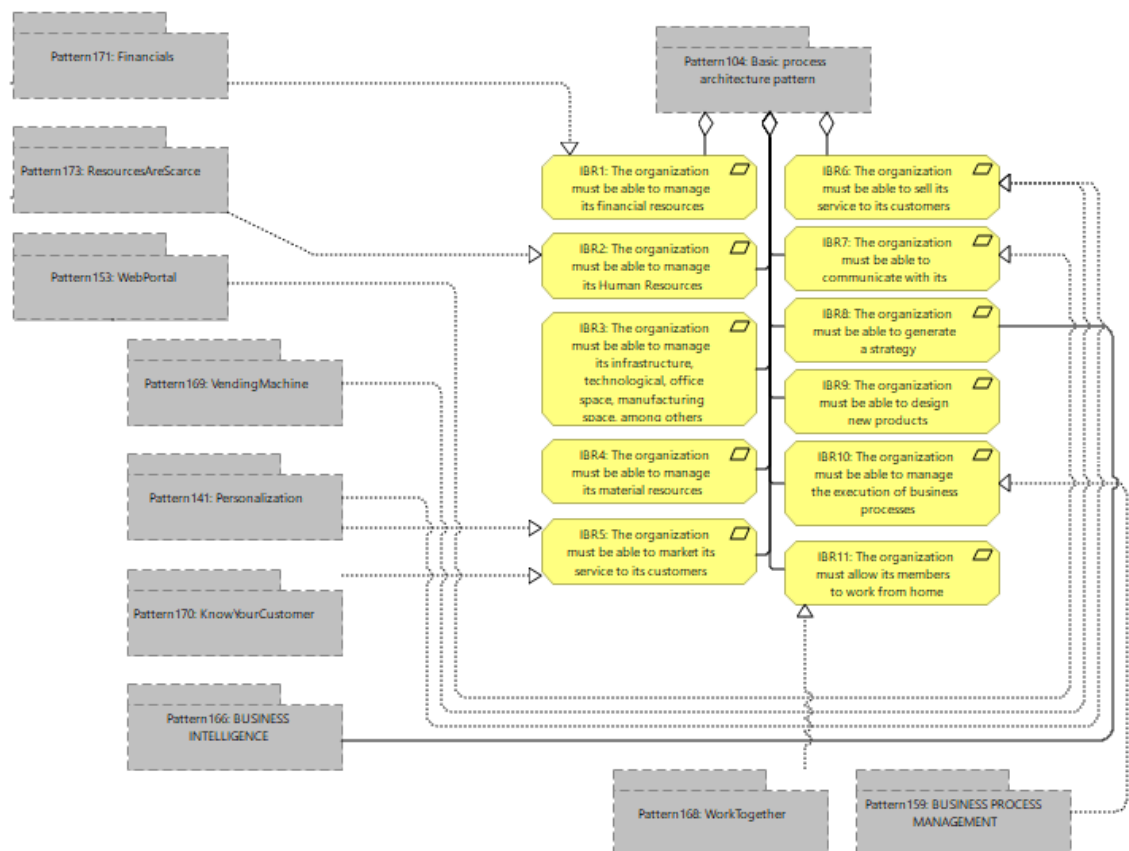 Pattern171: Financials
Pattern104: Basic process
architecture pattern
Pattern173: ResourcesAreScarce
Pattern153: WebPortal
Pattern169: VendingMachine
Pattern141: Personalization
Pattern170: KnowYourCustomer
Pattern166: BUSINESS
INTELLIGENCE
IBR1: The organization
must be able to manage
its financial resources
IBR2: The organization
must be able to manage
its Human Resources
IBR3: The organization
must be able to manage
its infrastructure,
technological, office
space, manufacturing
space, among others
IBR4: The organization
must be able to manage
its material resources
IBR5: The organization
must be able to market its
service to its customers
IBR6: The organization
must be able to sell its
service to its customers
IBR7: The organization
must be able to
communicate with its
IBR8: The organization
must be able to generate
a strategy
IBR9: The organization
must be able to design
new products
IBR10: The organization
must be able to manage
the execution of business
processes
IBR11: The organization
must allow its members
to work from home
Pattern168: WorkTogether
Pattern159: BUSINESS PROCESS
MANAGEMENT